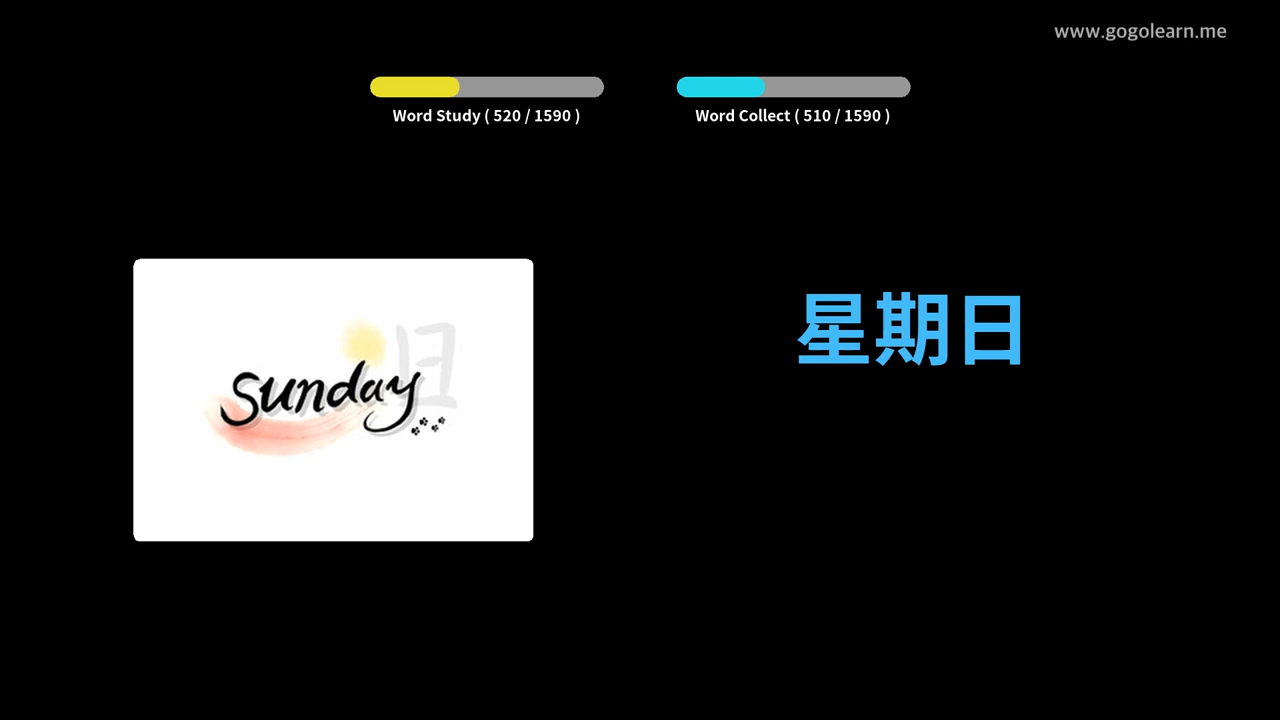 www.gogolearn.me
Word Study ( 520 / 1590 )
Word Collect ( 510 / 1590 )
日
Sunday
星期日